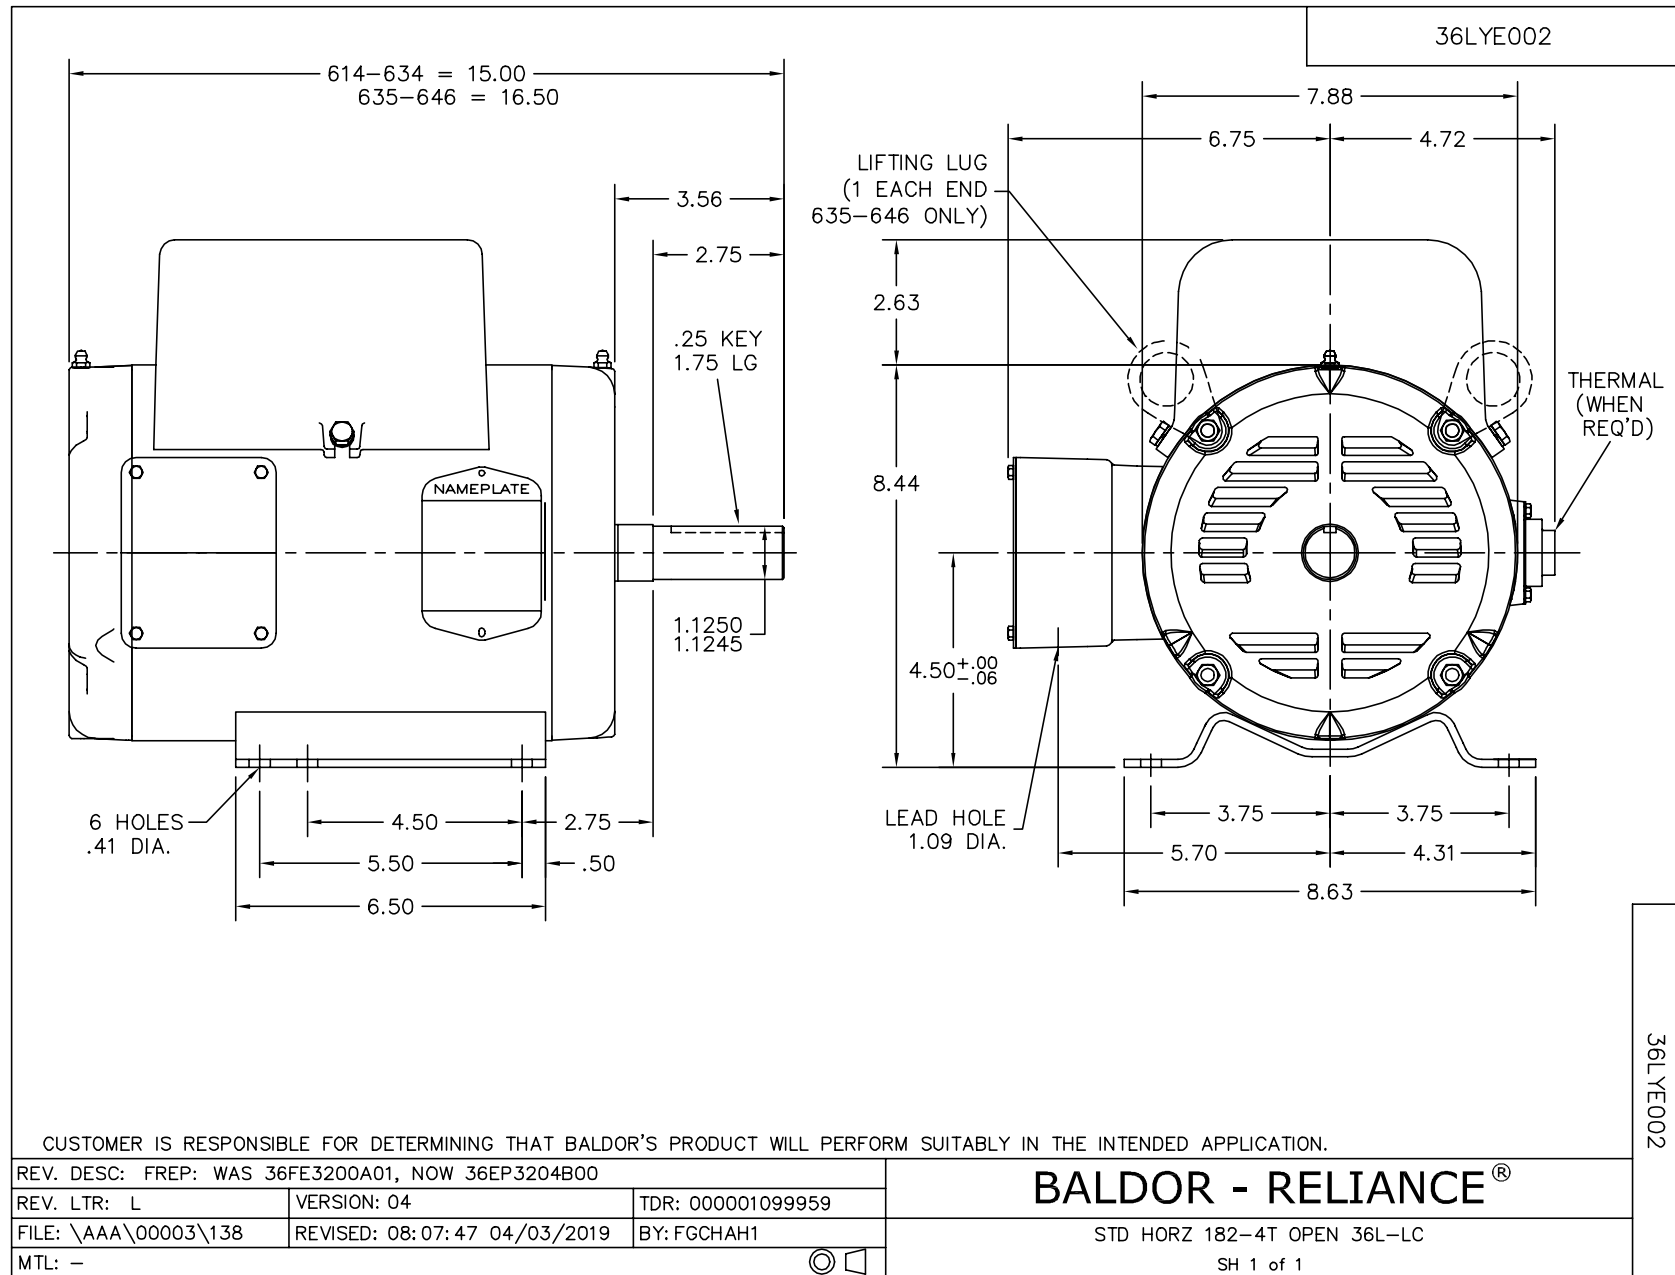 36LYE002
614-634 = 15.00
635-646 = 16.50
7.88
6.75
4.72
LIFTING LUG
(1 EACH END
635-646 ONLY)
3.56
2.75
2.63
.25 KEY
1.75 LG
THERMAL
(WHEN
REQ'D)
8.44
NAMEPLATE
1.1250
1.1245
4.50 +.00
-.06
6 HOLES
.41 DIA.
4.50
2.75
5.50
.50
6.50
LEAD HOLE
1.09 DIA.
3.75
3.75
5.70
4.31
8.63
36LYE002
CUSTOMER IS RESPONSIBLE FOR DETERMINING THAT BALDOR'S PRODUCT WILL PERFORM SUITABLY IN THE INTENDED APPLICATION.
REV. DESC: FREP: WAS 36FE3200A01, NOW 36EP3204B00
REV. LTR: L
VERSION: 04
TDR: 000001099959
FILE: \AAA\00003\138
REVISED: 08:07:47 04/03/2019
BY: FGCHAH1
MTL: -
BALDOR - RELIANCE®
STD HORZ 182-4T OPEN 36L-LC
SH 1 of 1